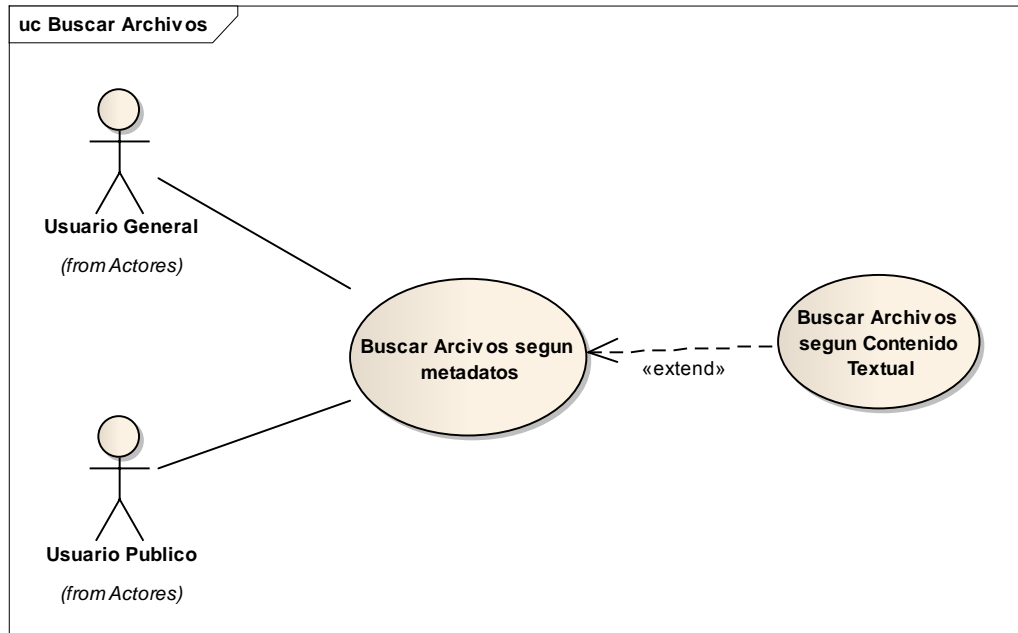 uc Buscar Archivos
Usuario General
(from Actores)
Buscar Arcivos segun
metadatos
«extend»
Buscar Archivos
segun Contenido
Textual
Usuario Publico
(from Actores)